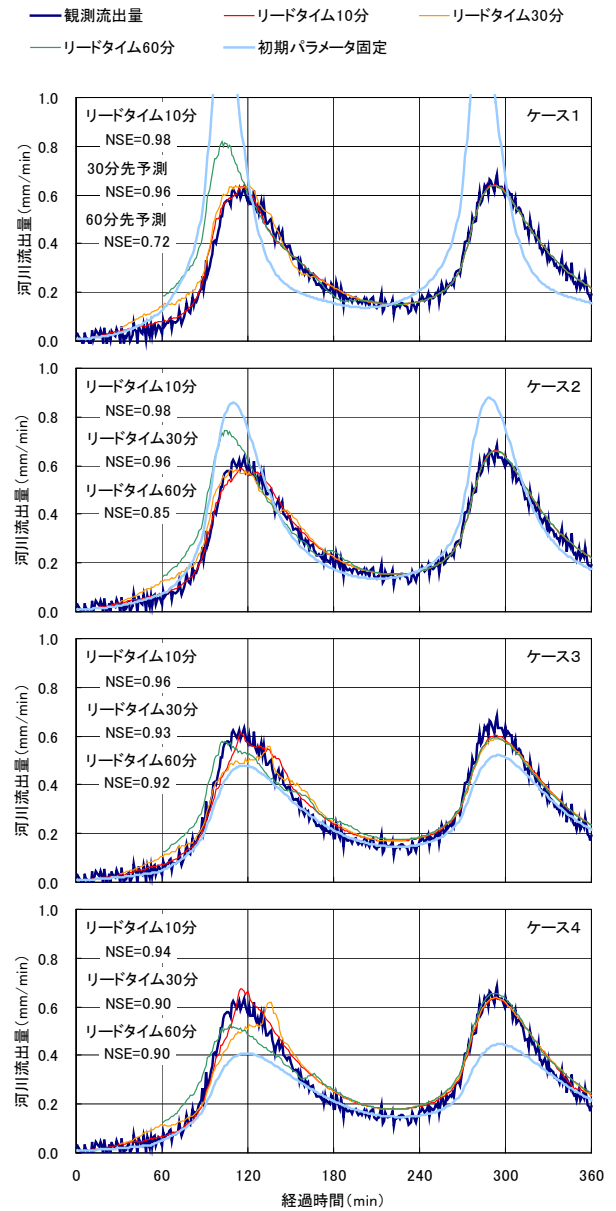 観測流出量 リードタイム10分 リードタイム30分
リードタイム60分 初期パラメータ固定
河川流出量(mm/min)
1.0
0.8
0.6
0.4
0.2
0.0
リードタイム10分
NSE=0.98
30分先予測
NSE=0.96
60分先予測
NSE=0.72
ケース1
河川流出量(mm/min)
1.0
0.8
0.6
0.4
0.2
0.0
リードタイム10分
NSE=0.98
リードタイム30分
NSE=0.96
リードタイム60分
NSE=0.85
ケース2
河川流出量(mm/min)
1.0
0.8
0.6
0.4
0.2
0.0
リードタイム10分
NSE=0.96
リードタイム30分
NSE=0.93
リードタイム60分
NSE=0.92
ケース3
河川流出量(mm/min)
1.0
0.8
0.6
0.4
0.2
0.0
リードタイム10分
NSE=0.94
リードタイム30分
NSE=0.90
リードタイム60分
NSE=0.90
ケース4
0 60 120 180 240 300 360
経過時間(min)